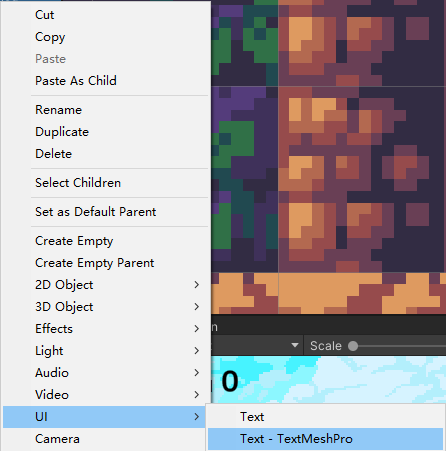 Cut
Copy
Paste
Paste As Child
Rename
Duplicate
Delete
Select Children
Set as Default Parent
Create Empty
Create Empty Parent
2D Object
3D Object
Effects
Light
Audio
Video
UI
Camera
Scale
0
Text
Text - TextMeshPro